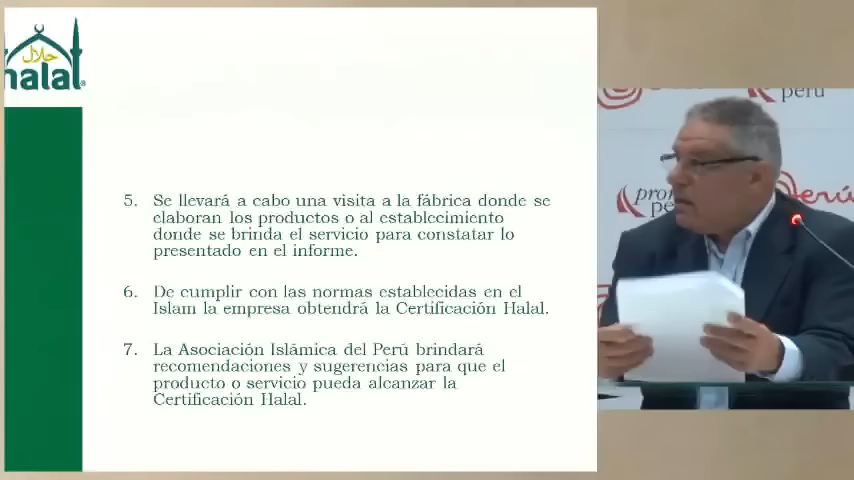 حلال
halal
5. Se llevará a cabo una visita a la fábrica donde se
elaboran los productos o al establecimiento
donde se brinda el servicio para constatar lo
presentado en el informe.
6. De cumplir con las normas establecidas en el
Islam la empresa obtendrá la Certificación Halal.
7. La Asociación Islámica del Perú brindará
recomendaciones y sugerencias para que el
producto o servicio pueda alcanzar la
Certificación Halal.
perú
prom
pe
Perú